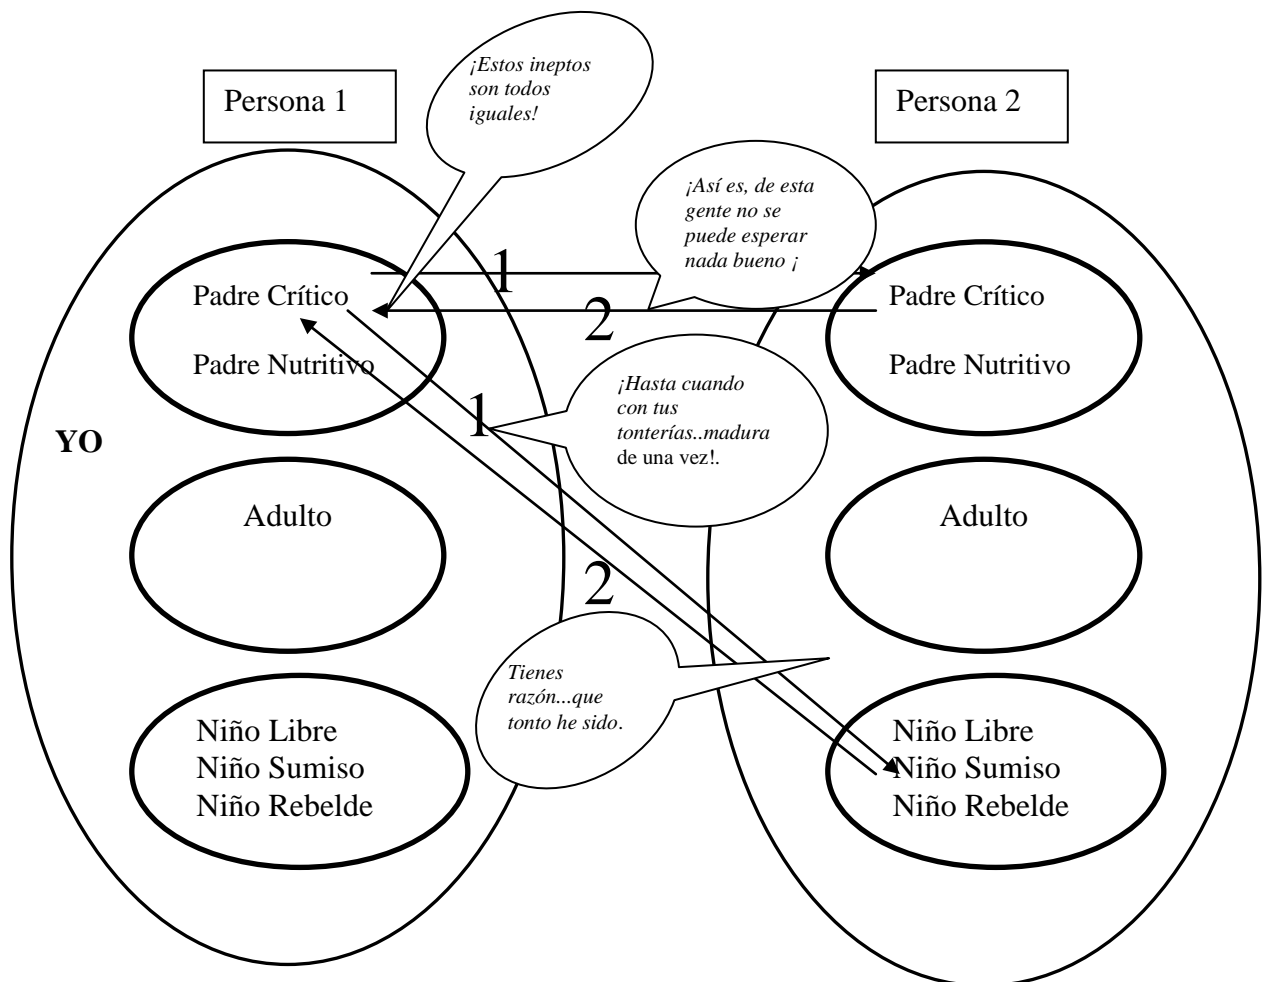 ¡Estos ineptos
son todos
iguales!
Persona 1
Persona 2
¡Así es, de esta
gente no se
puede esperar
nada bueno ¡
1
2
Padre Crítico
Padre Nutritivo
Padre Crítico
Padre Nutritivo
¡Hasta cuando
con tus
tonterías..madura
de una vez!.
1
YO
Adulto
Adulto
2
Tienes
razón...que
tonto he sido.
Niño Libre
Niño Sumiso
Niño Rebelde
Niño Libre
Niño Sumiso
Niño Rebelde